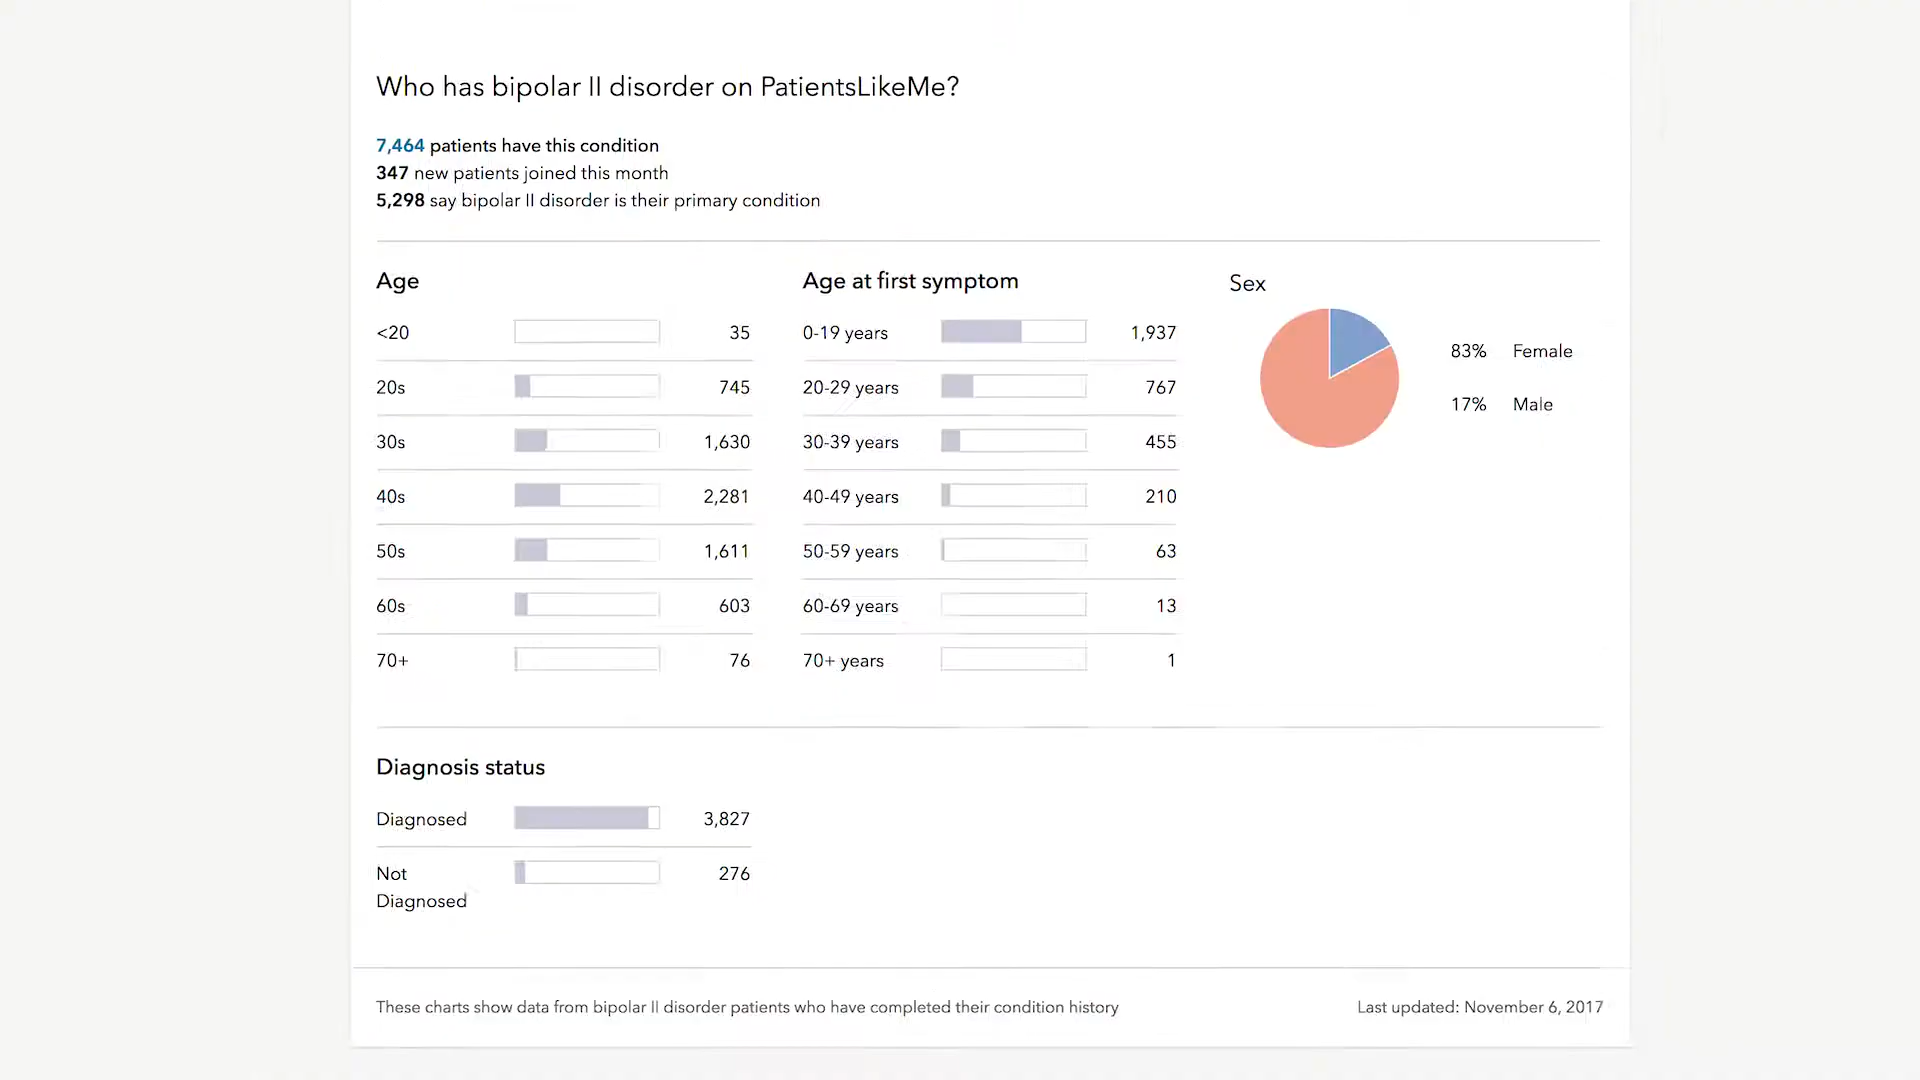 Who has bipolar II disorder on PatientsLikeMe?
7,464 patients have this condition
347 new patients joined this month
5,298 say bipolar II disorder is their primary condition
Age
<20 35
20s 745
30s 1,630
40s 2,281
50s 1,611
60s 603
70+ 76
Age at first symptom
0-19 years 1,937
20-29 years 767
30-39 years 455
40-49 years 210
50-59 years 63
60-69 years 13
70+ years 1
Sex
83% Female
17% Male
Diagnosis status
Diagnosed 3,827
Not 276
Diagnosed
These charts show data from bipolar II disorder patients who have completed their condition history
Last updated: November 6, 2017